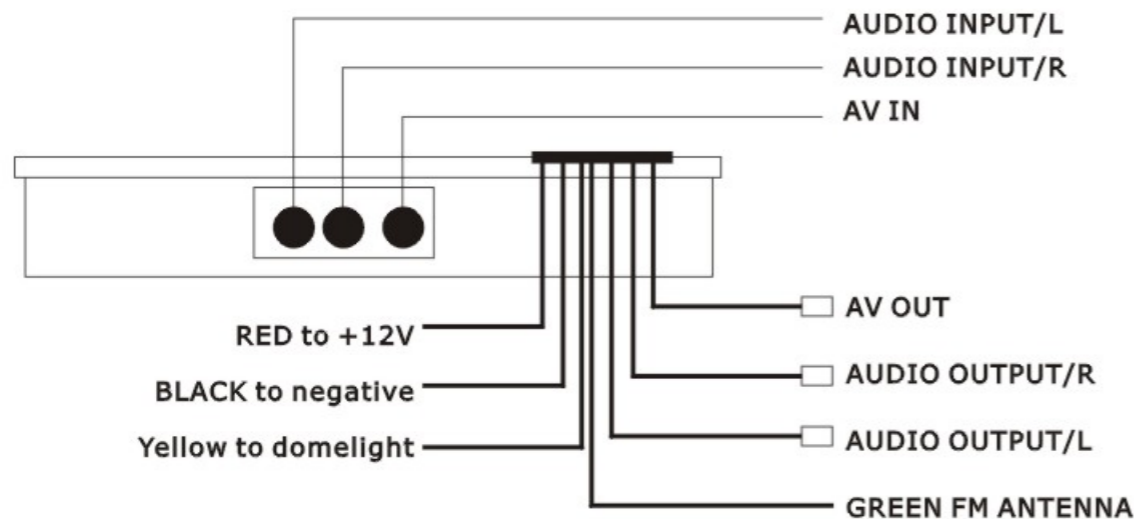 AUDIO INPUT/L
AUDIO INPUT/R
AV IN
RED to +12V
BLACK to negative
Yellow to domelight
AV OUT
AUDIO OUTPUT/R
AUDIO OUTPUT/L
GREEN FM ANTENNA